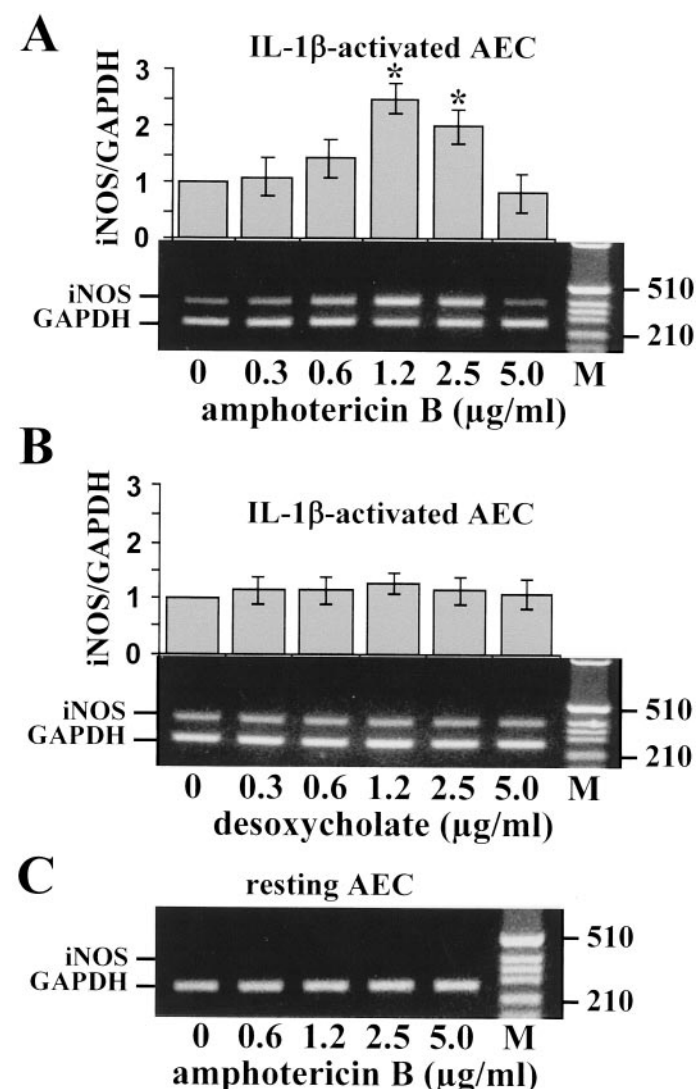 A
IL-1β-activated AEC
iNOS/GAPDH
3
2
1
0
*
*
iNOS
GAPDH
510
210
0 0.3 0.6 1.2 2.5 5.0 M
amphotericin B (μg/ml)
B
IL-1β-activated AEC
iNOS/GAPDH
3
2
1
0
iNOS
GAPDH
510
210
0 0.3 0.6 1.2 2.5 5.0 M
desoxycholate (μg/ml)
C
resting AEC
iNOS
GAPDH
510
210
0 0.6 1.2 2.5 5.0 M
amphotericin B (μg/ml)